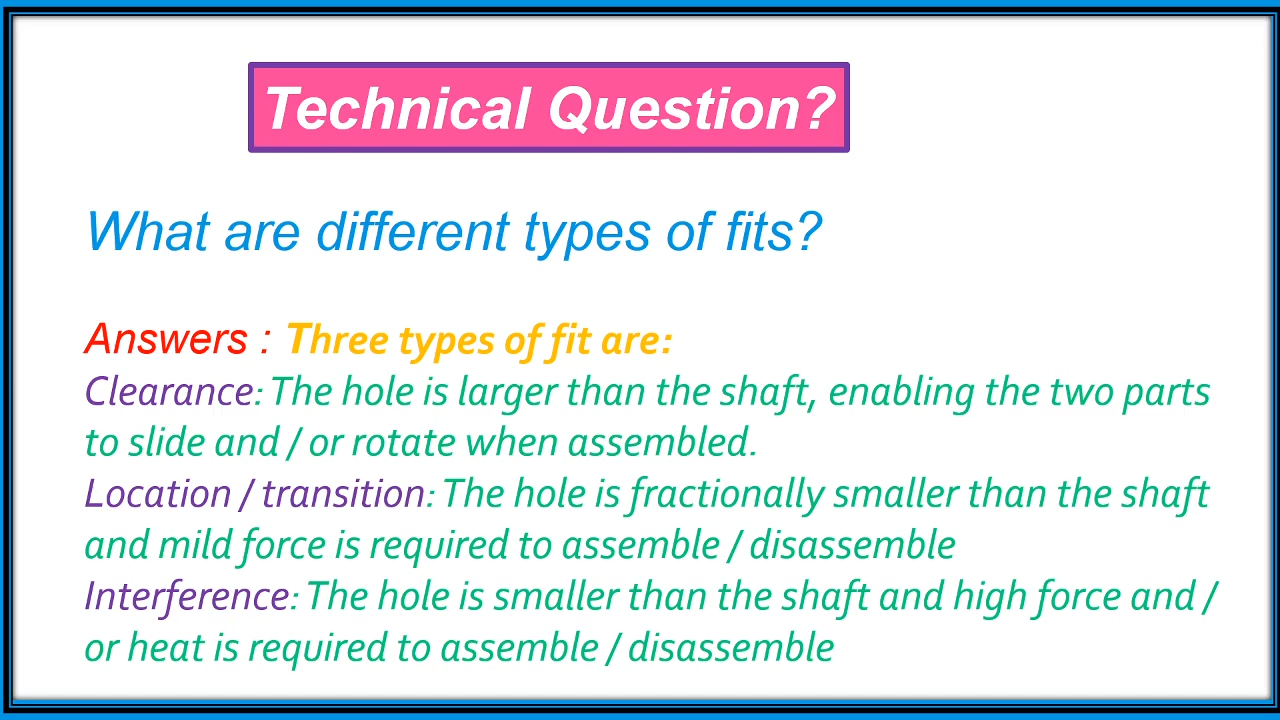 Technical Question?
What are different types of fits?
Answers : Three types of fit are:
Clearance: The hole is larger than the shaft, enabling the two parts
to slide and / or rotate when assembled.
Location / transition: The hole is fractionally smaller than the shaft
and mild force is required to assemble / disassemble
Interference: The hole is smaller than the shaft and high force and /
or heat is required to assemble / disassemble